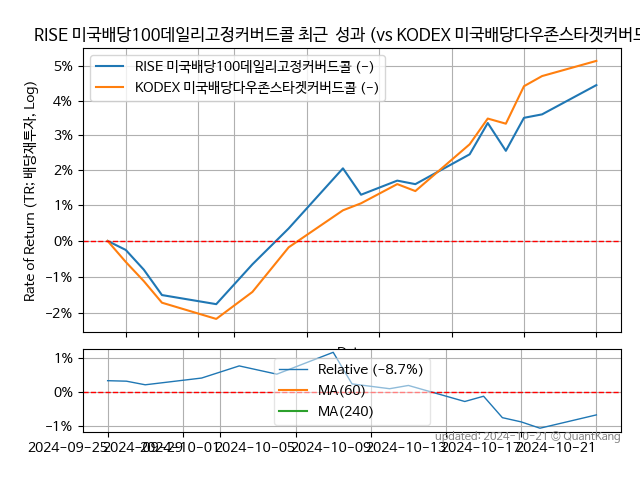 RISE 미국배당100데일리고정커버드콜 최근 성과 (vs KODEX 미국배당다우존스타겟커버드
RISE 미국배당100데일리고정커버드콜 (-)
KODEX 미국배당다우존스타겟커버드콜 (-)
Rate of Return (TR: 배당재투자, Log)
5%
4%
3%
2%
1%
0%
-1%
-2%
1%
0%
-1%
Relative (-8.7%)
MA(60)
MA(240)
updated: 2024-10-21 © QuantKang
2024-09-25 2024-09-29 2024-10-01 2024-10-05 2024-10-09 2024-10-13 2024-10-17 2024-10-21